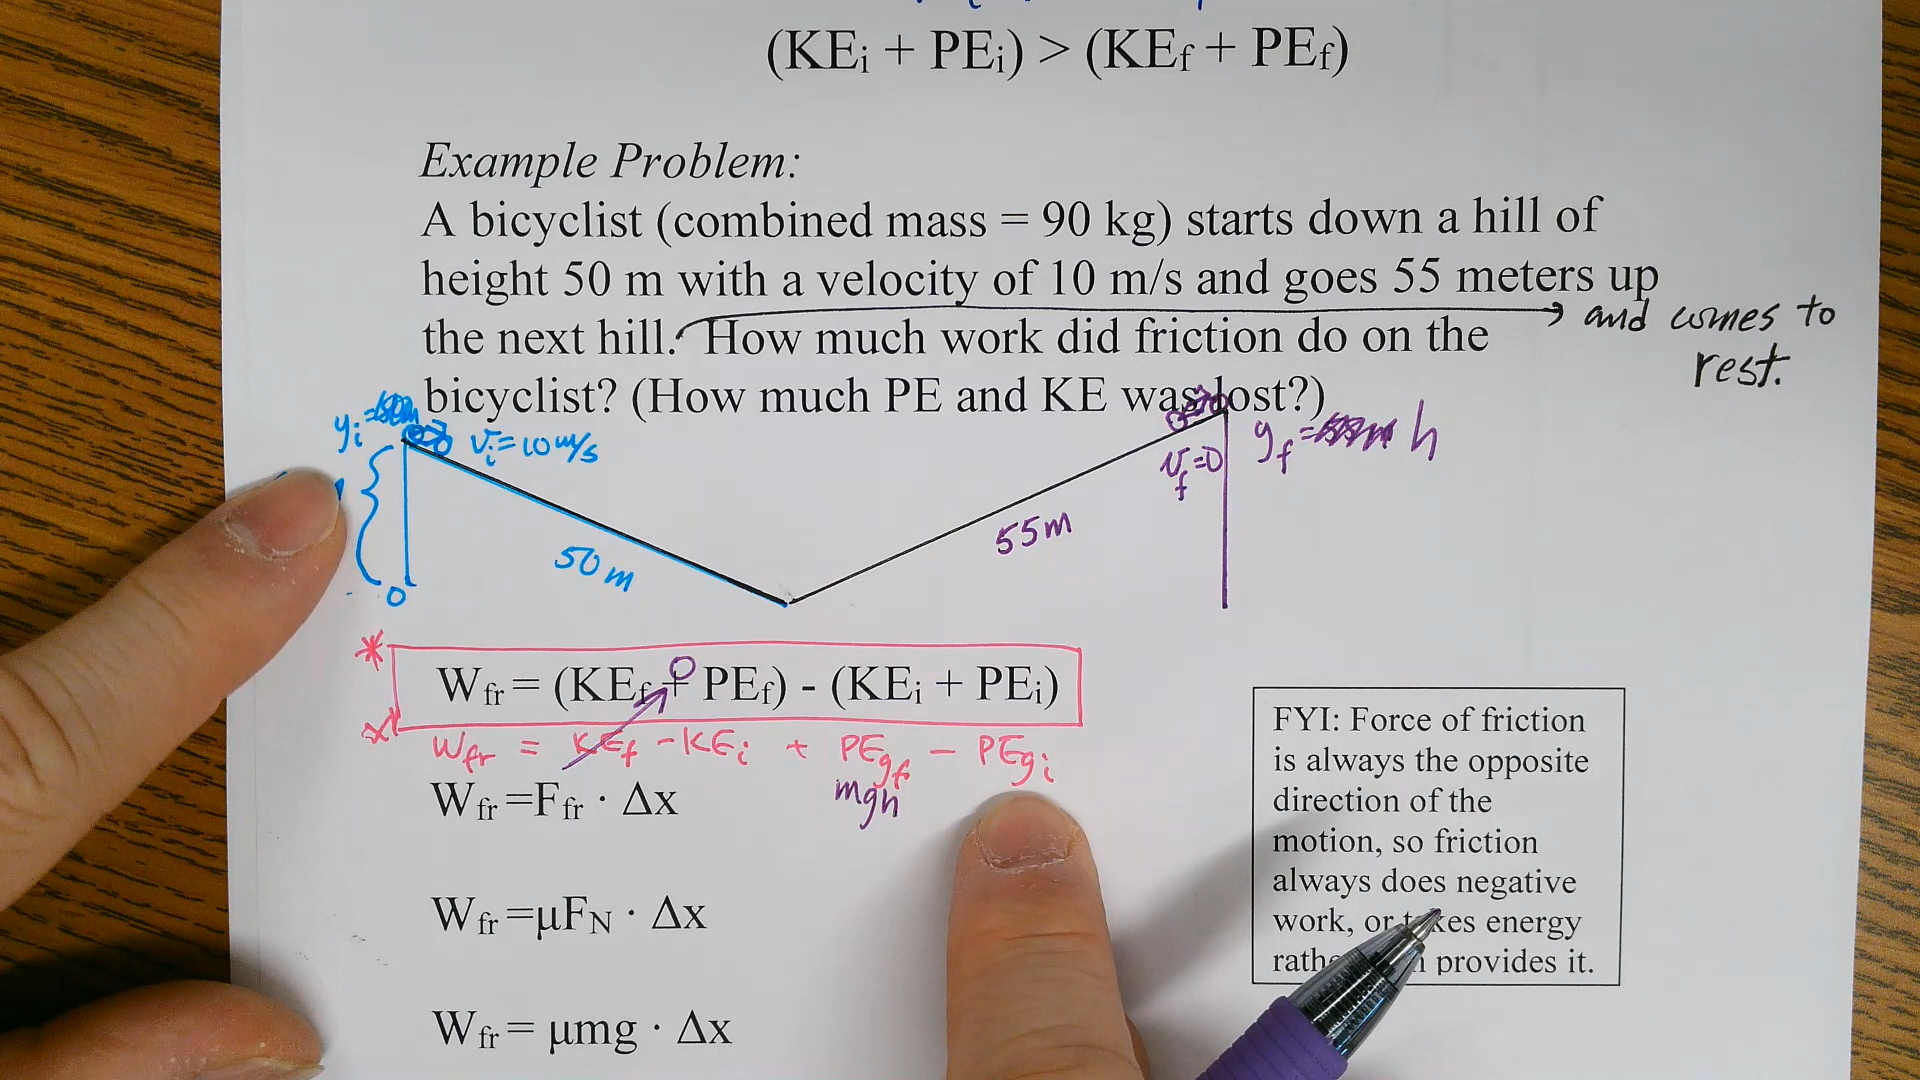 (KEi + PEi) > (KEf + PEf)
Example Problem:
A bicyclist (combined mass = 90 kg) starts down a hill of
height 50 m with a velocity of 10 m/s and goes 55 meters up
the next hill. How much work did friction do on the
and comes to
rest.
bicyclist? (How much PE and KE was lost?)
yi =
vi = 10 m/s
vf = 0
yf = h
50 m
55 m
0
Wfr = (KEf + PEf) - (KEi + PEi)
0
Wfr = KEf - KEi + PEgf - PEgi
mgh
Wfr =Ffr · Δx
Wfr =μFN · Δx
Wfr = μmg · Δx
FYI: Force of friction
is always the opposite
direction of the
motion, so friction
always does negative
work, or takes energy
provides it.